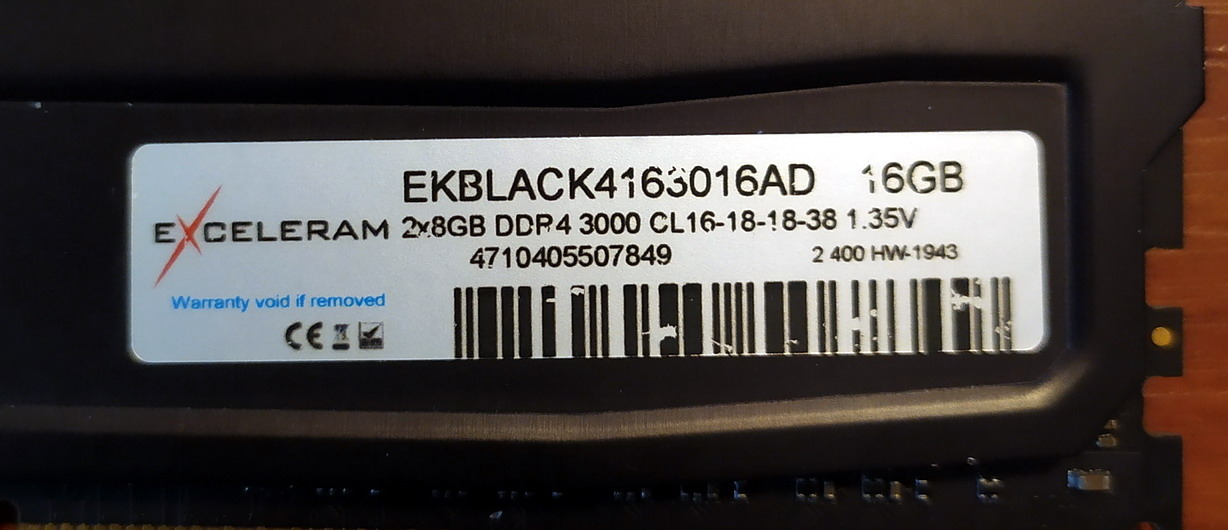 EKBLACK4163016AD 16GB
EXCELERAM
2x8GB DDR4 3000 CL16-18-18-38 1.35V
4710405507849
2 400 HW-1943
Warranty void if removed
CE